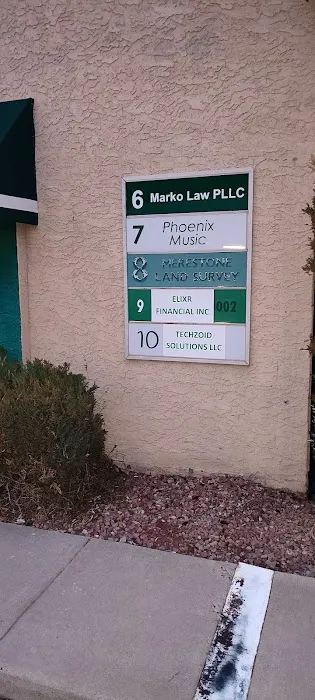 6 Marko Law PLLC
7 Phoenix
Music
8 MERESTONE
LAND SURVEY
9 ELIXR
FINANCIAL INC 002
10 TECHZOID
SOLUTIONS LLC